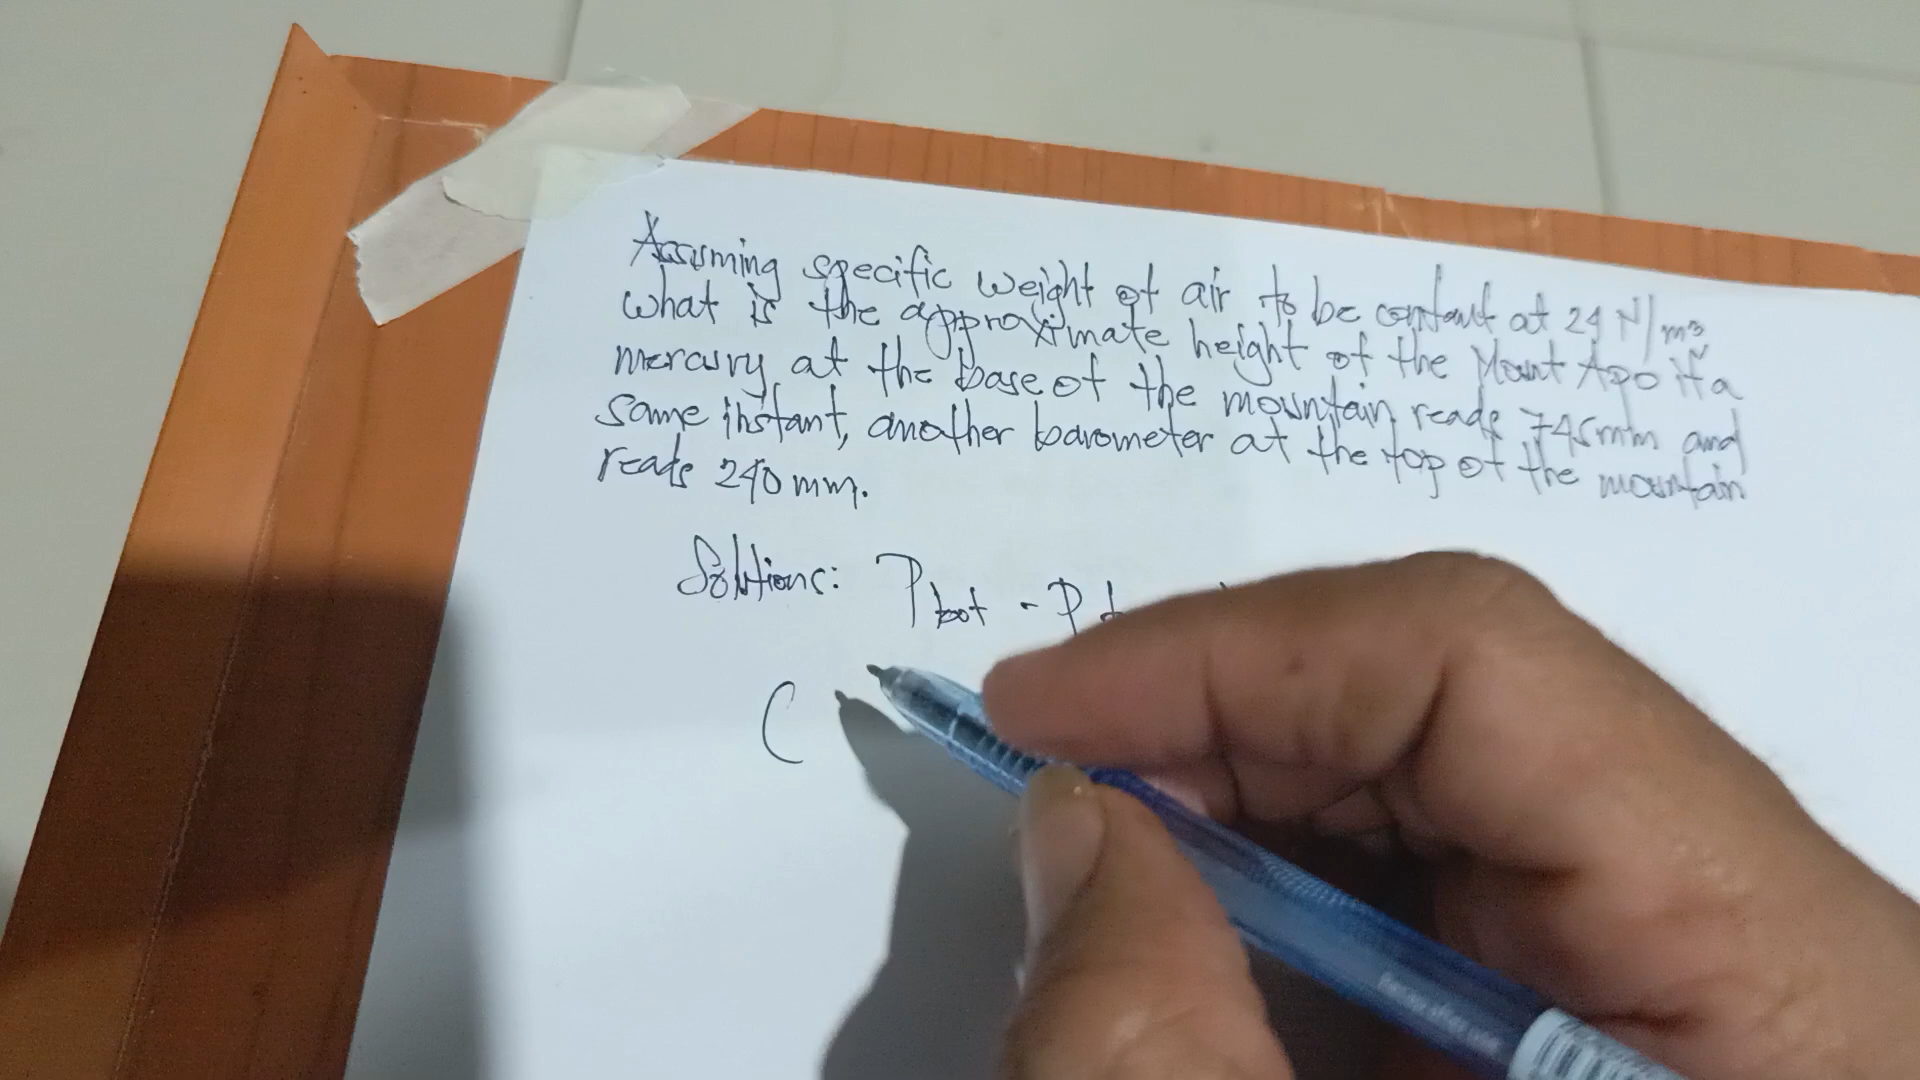 Assuming specific weight of air to be contant at 24 N/m³
what is the approximate height of the Mount Apo if a
mercury at the base of the mountain reads 745mm and
same instant, another barometer at the top of the mountain
reads 240 mm.
Solutions: Pbot - P
(